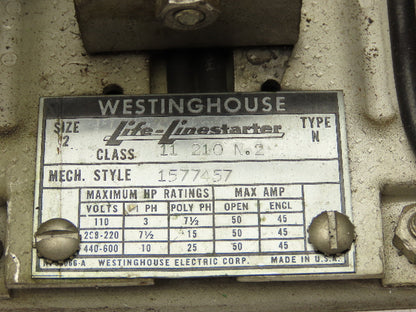 WESTINGHOUSE
SIZE Life-Linestarter TYPE
2 N
CLASS 11 210 N.2
MECH. STYLE 1577457
MAXIMUM HP RATINGS MAX AMP
VOLTS 1 PH POLY PH OPEN ENCL
110 3 7½ 50 45
208-220 7½ 15 50 45
440-600 10 25 50 45
WESTINGHOUSE ELECTRIC CORP. MADE IN U.S.A.